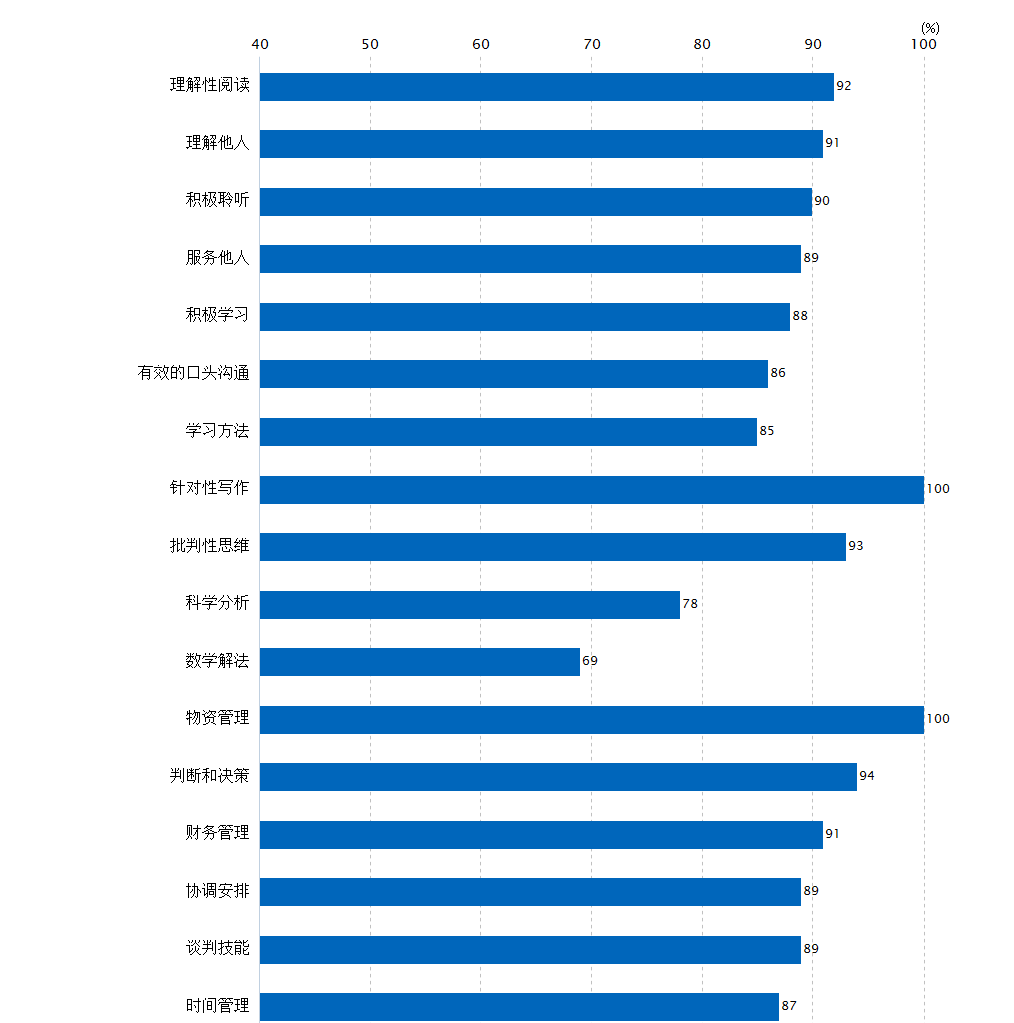 (%)
40 50 60 70 80 90 100
理解性阅读 92
理解他人 91
积极聆听 90
服务他人 89
积极学习 88
有效的口头沟通 86
学习方法 85
针对性写作 100
批判性思维 93
科学分析 78
数学解法 69
物资管理 100
判断和决策 94
财务管理 91
协调安排 89
谈判技能 89
时间管理 87